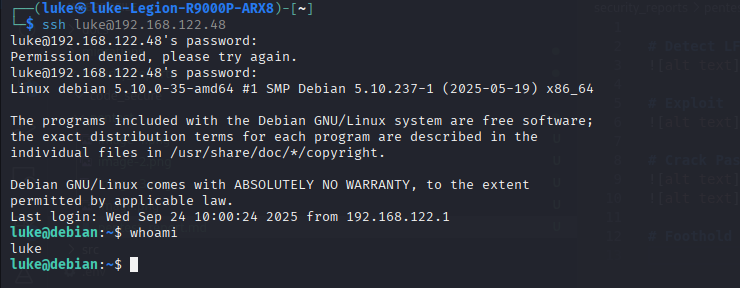 ┌──(luke㉿luke-Legion-R9000P-ARX8)-[~]
└─$ ssh luke@192.168.122.48
luke@192.168.122.48's password:
Permission denied, please try again.
luke@192.168.122.48's password:
Linux debian 5.10.0-35-amd64 #1 SMP Debian 5.10.237-1 (2025-05-19) x86_64
The programs included with the Debian GNU/Linux system are free software;
the exact distribution terms for each program are described in the
individual files in /usr/share/doc/*/copyright.
Debian GNU/Linux comes with ABSOLUTELY NO WARRANTY, to the extent
permitted by applicable law.
Last login: Wed Sep 24 10:00:24 2025 from 192.168.122.1
luke@debian:~$ whoami
luke
luke@debian:~$
# Detect LF
![alt text]
# Exploit
![alt text]
# Crack Pas
![alt text]
![alt text]
# Foothold